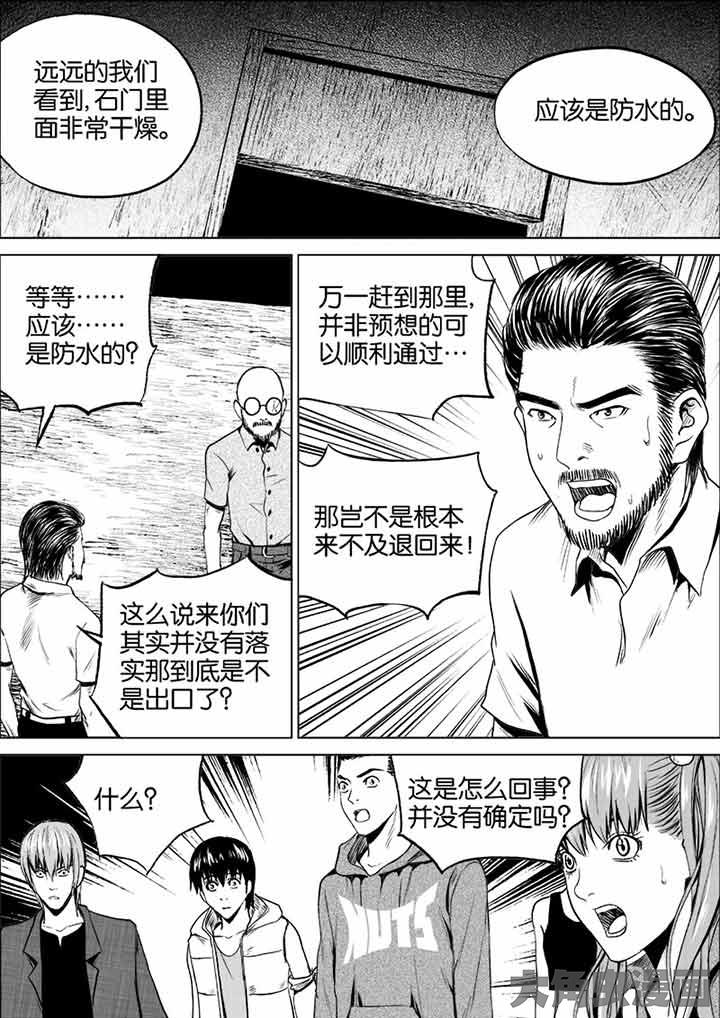 远远的我们
看到，石门里
面非常干燥。
应该是防水的。
等等……
应该……
是防水的？
这么说来你们
其实并没有落
实那到底是不
是出口了？
万一赶到那里，
并非预想的可
以顺利通过…
那岂不是根本
来不及退回来！
什么？
这是怎么回事？
并没有确定吗？
NUTS